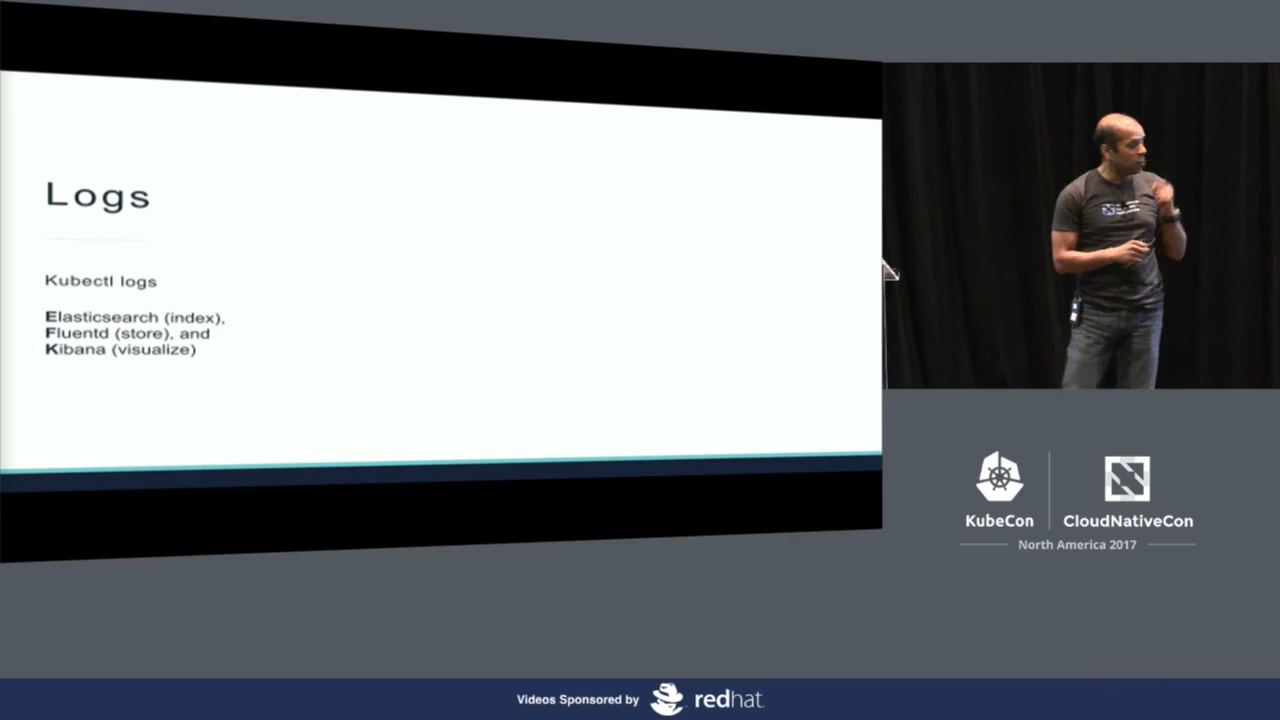 Logs
Kubectl logs
Elasticsearch (index),
Fluentd (store), and
Kibana (visualize)
KubeCon
CloudNativeCon
North America 2017
Videos Sponsored by
redhat.